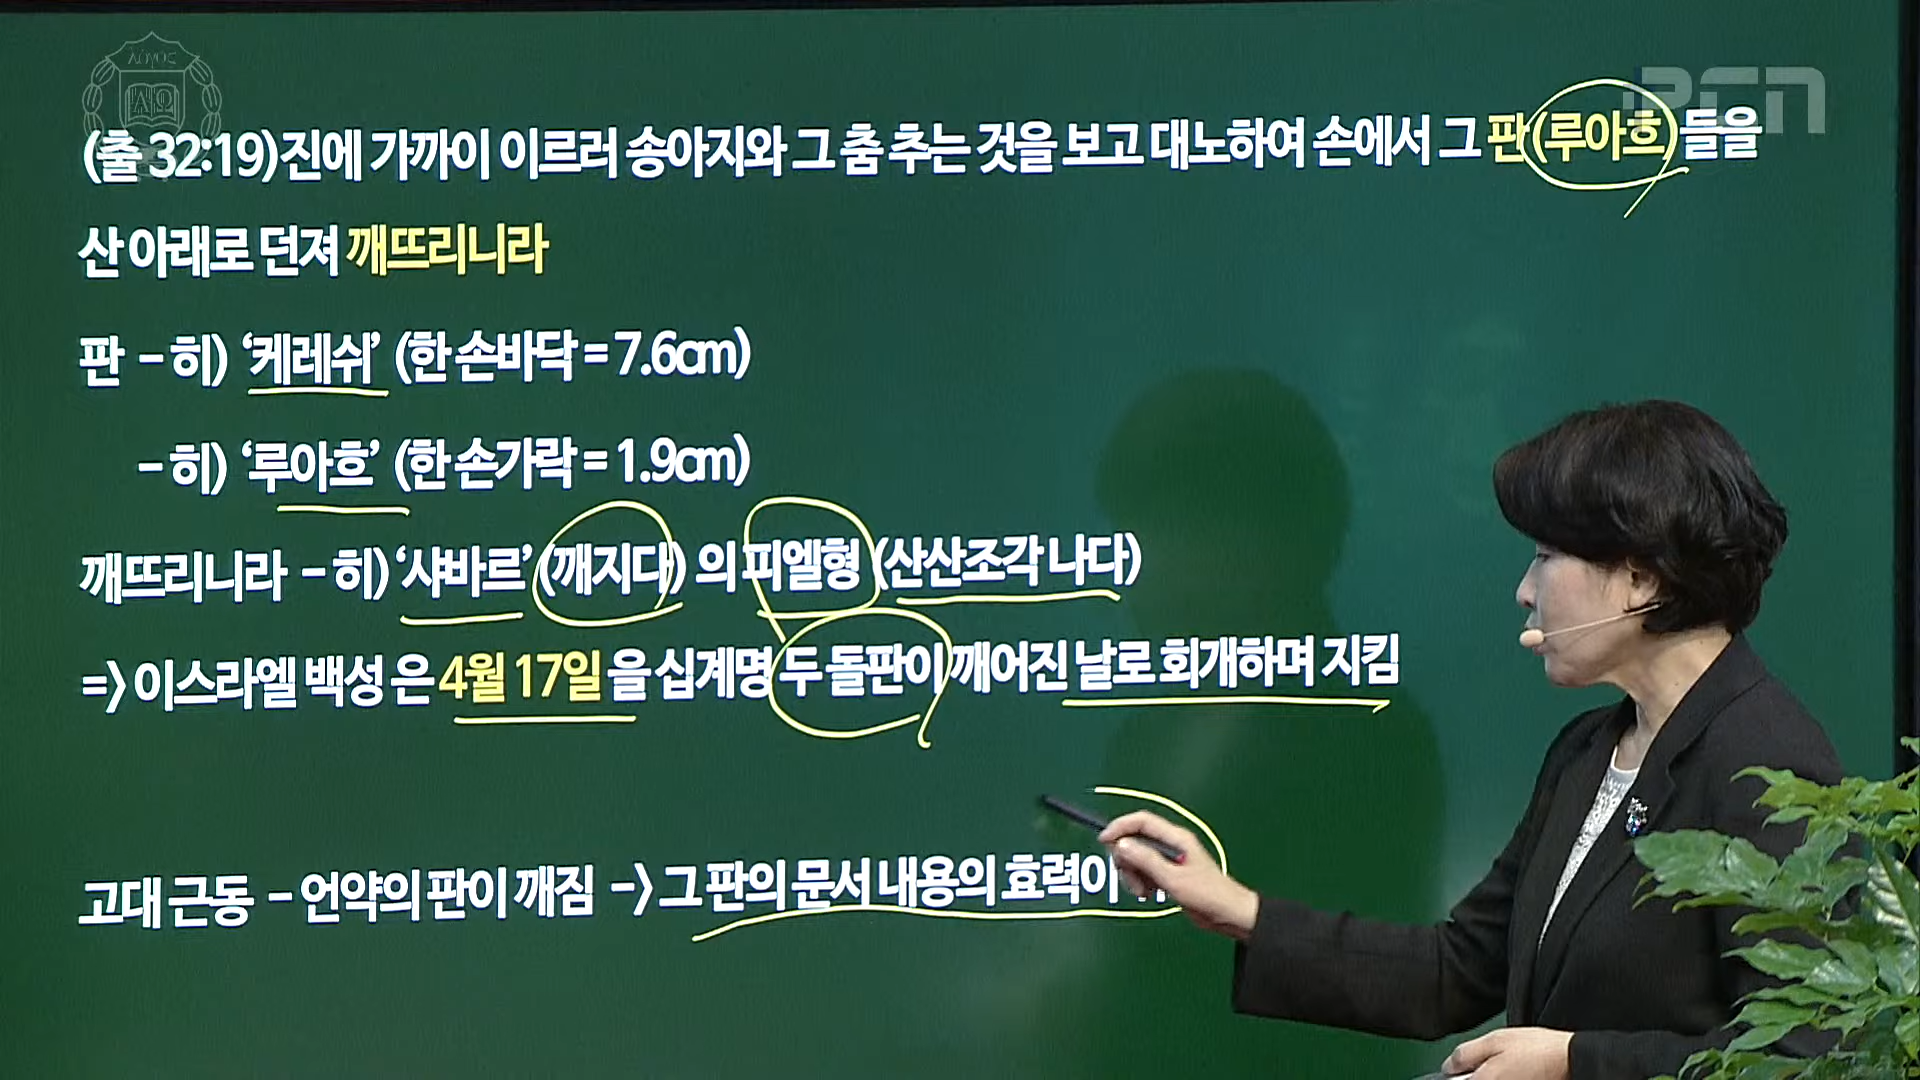 λόγος
ΑΩ
PCN
(출 32:19)진에 가까이 이르러 송아지와 그 춤 추는 것을 보고 대노하여 손에서 그 판(루아흐)들을
산 아래로 던져 깨뜨리니라
판 – 히) ‘케레쉬’ (한 손바닥 = 7.6cm)
– 히) ‘루아흐’ (한 손가락 = 1.9cm)
깨뜨리니라 – 히) ‘샤바르’ (깨지다) 의 피엘형 (산산조각 나다)
=> 이스라엘 백성 은 4월 17일 을 십계명 두 돌판이 깨어진 날로 회개하며 지킴
고대 근동 – 언약의 판이 깨짐 –> 그 판의 문서 내용의 효력이